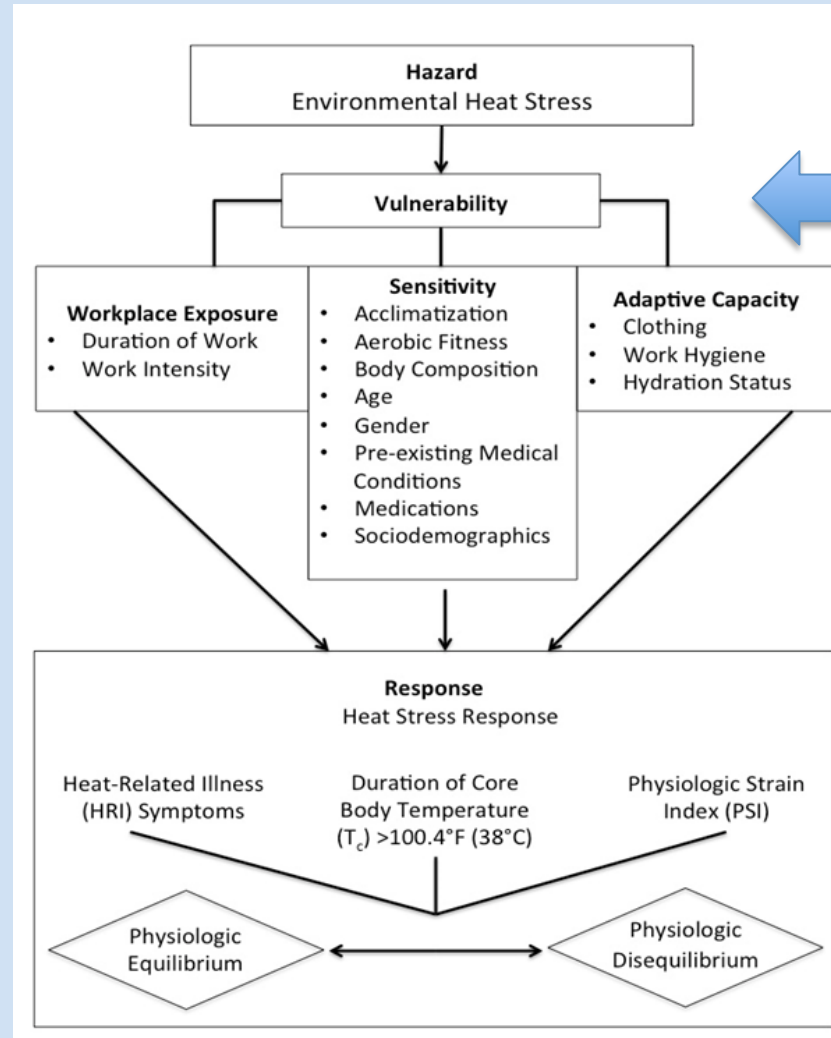 Hazard
Environmental Heat Stress
Vulnerability
Workplace Exposure
• Duration of Work
• Work Intensity
Sensitivity
• Acclimatization
• Aerobic Fitness
• Body Composition
• Age
• Gender
• Pre-existing Medical
Conditions
• Medications
• Sociodemographics
Adaptive Capacity
• Clothing
• Work Hygiene
• Hydration Status
Response
Heat Stress Response
Heat-Related Illness
(HRI) Symptoms
Duration of Core
Body Temperature
(Tc) >100.4°F (38°C)
Physiologic Strain
Index (PSI)
Physiologic
Equilibrium
Physiologic
Disequilibrium